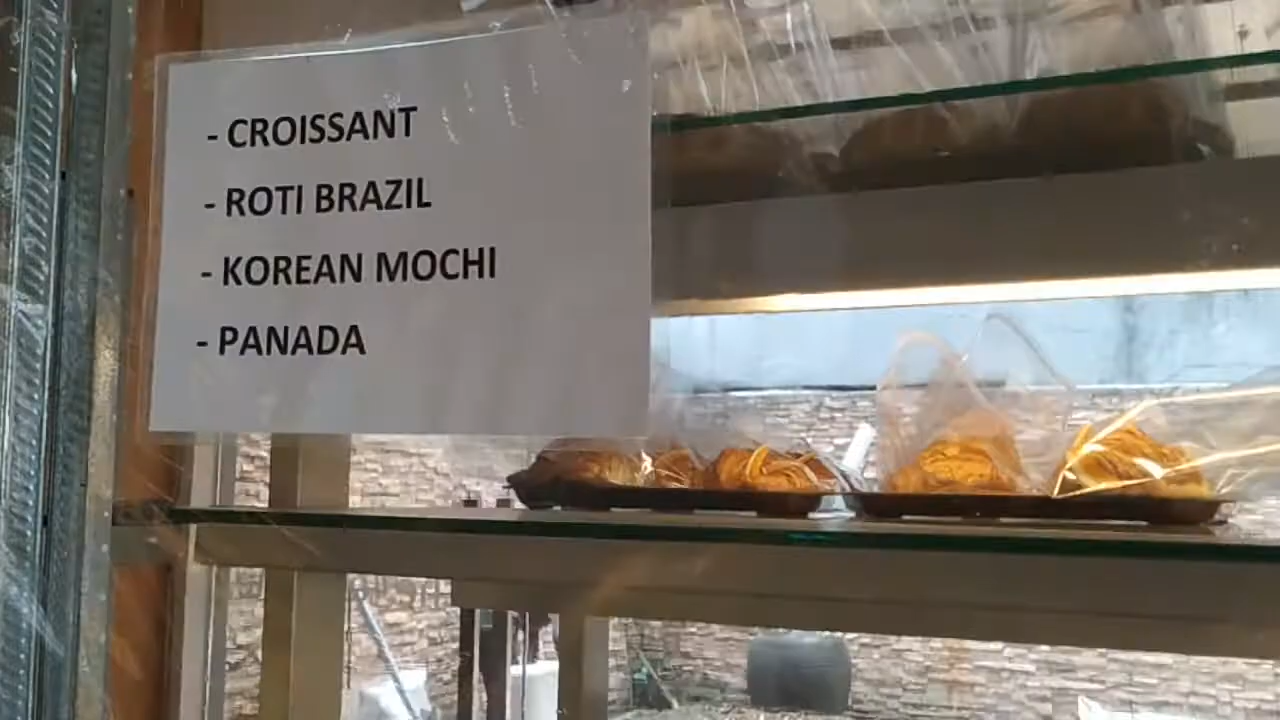 - CROISSANT
- ROTI BRAZIL
- KOREAN MOCHI
- PANADA